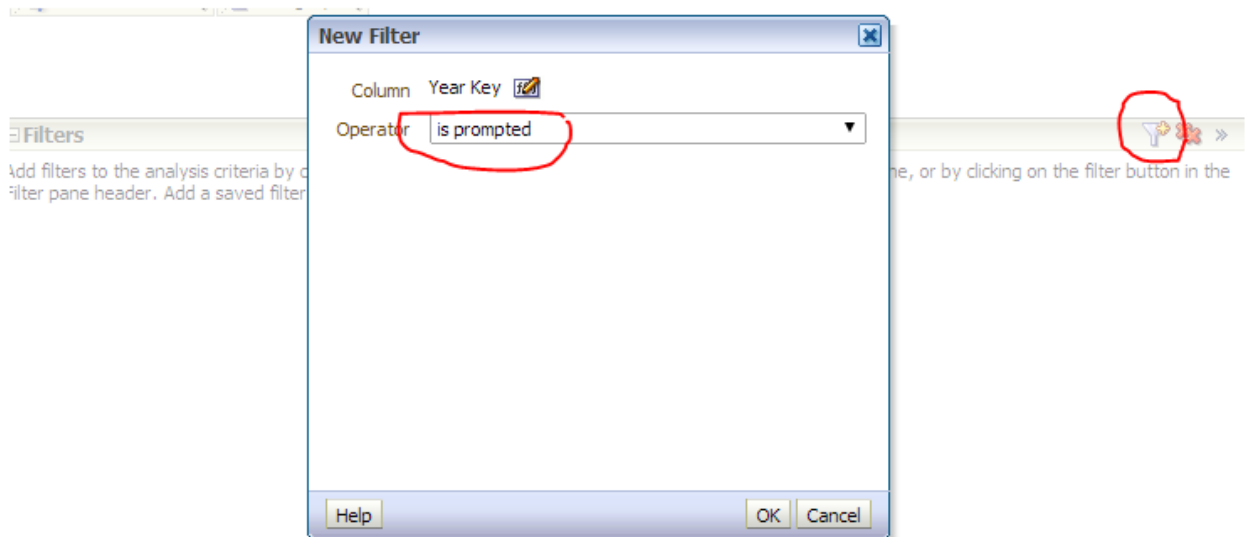 New Filter
Column Year Key
Operator is prompted
Filters
Add filters to the analysis criteria by
ne, or by clicking on the filter button in the
Filter pane header. Add a saved filter
Help OK Cancel